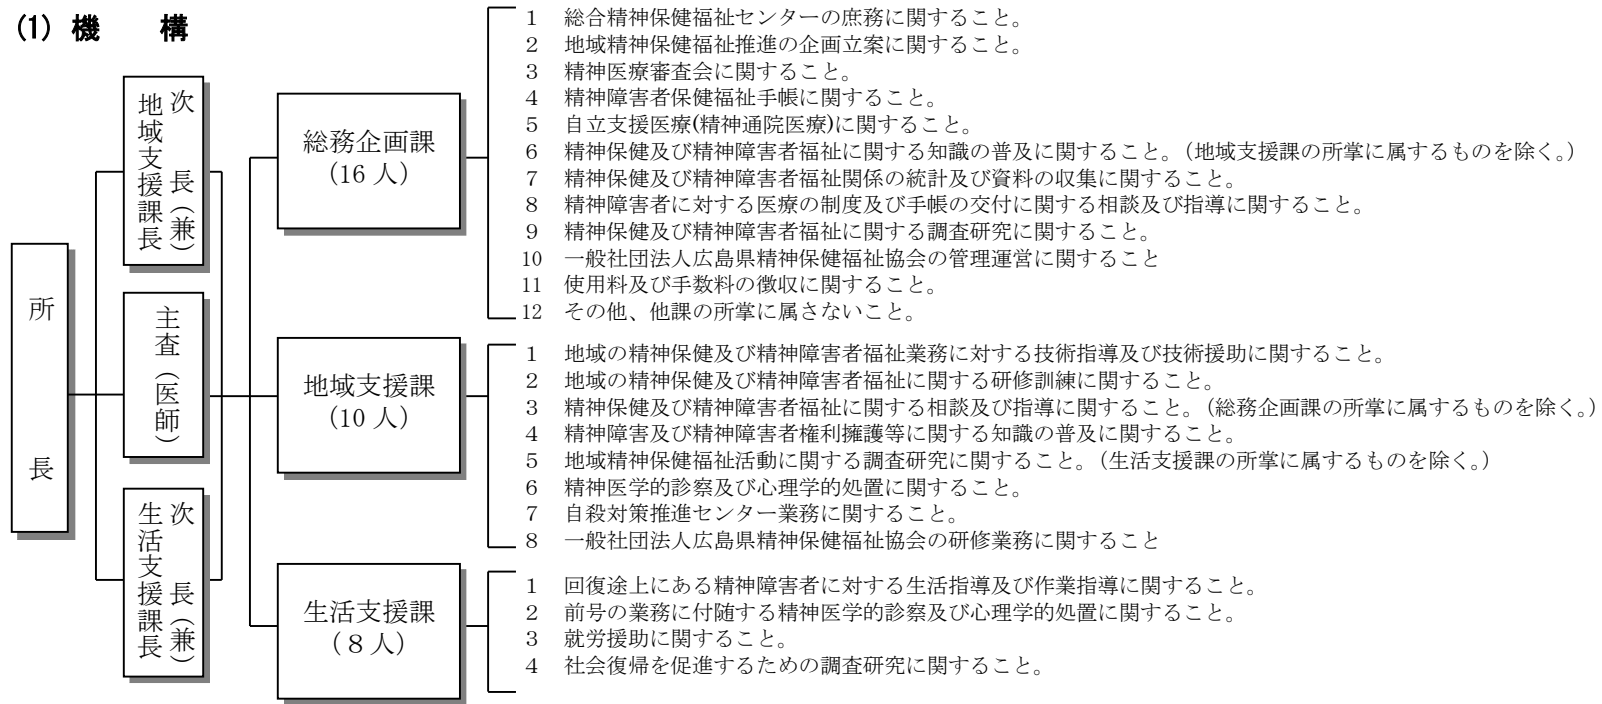 (1) 機　　構
所　長
次　長（兼）
地域支援課長
主査（医師）
次　長（兼）
生活支援課長
総務企画課
（16 人）
1　総合精神保健福祉センターの庶務に関すること。
2　地域精神保健福祉推進の企画立案に関すること。
3　精神医療審査会に関すること。
4　精神障害者保健福祉手帳に関すること。
5　自立支援医療(精神通院医療)に関すること。
6　精神保健及び精神障害者福祉に関する知識の普及に関すること。（地域支援課の所掌に属するものを除く。）
7　精神保健及び精神障害者福祉関係の統計及び資料の収集に関すること。
8　精神障害者に対する医療の制度及び手帳の交付に関する相談及び指導に関すること。
9　精神保健及び精神障害者福祉に関する調査研究に関すること。
10　一般社団法人広島県精神保健福祉協会の管理運営に関すること
11　使用料及び手数料の徴収に関すること。
12　その他、他課の所掌に属さないこと。
地域支援課
（10 人）
1　地域の精神保健及び精神障害者福祉業務に対する技術指導及び技術援助に関すること。
2　地域の精神保健及び精神障害者福祉に関する研修訓練に関すること。
3　精神保健及び精神障害者福祉に関する相談及び指導に関すること。（総務企画課の所掌に属するものを除く。）
4　精神障害及び精神障害者権利擁護等に関する知識の普及に関すること。
5　地域精神保健福祉活動に関する調査研究に関すること。（生活支援課の所掌に属するものを除く。）
6　精神医学的診察及び心理学的処置に関すること。
7　自殺対策推進センター業務に関すること。
8　一般社団法人広島県精神保健福祉協会の研修業務に関すること
生活支援課
（８人）
1　回復途上にある精神障害者に対する生活指導及び作業指導に関すること。
2　前号の業務に付随する精神医学的診察及び心理学的処置に関すること。
3　就労援助に関すること。
4　社会復帰を促進するための調査研究に関すること。